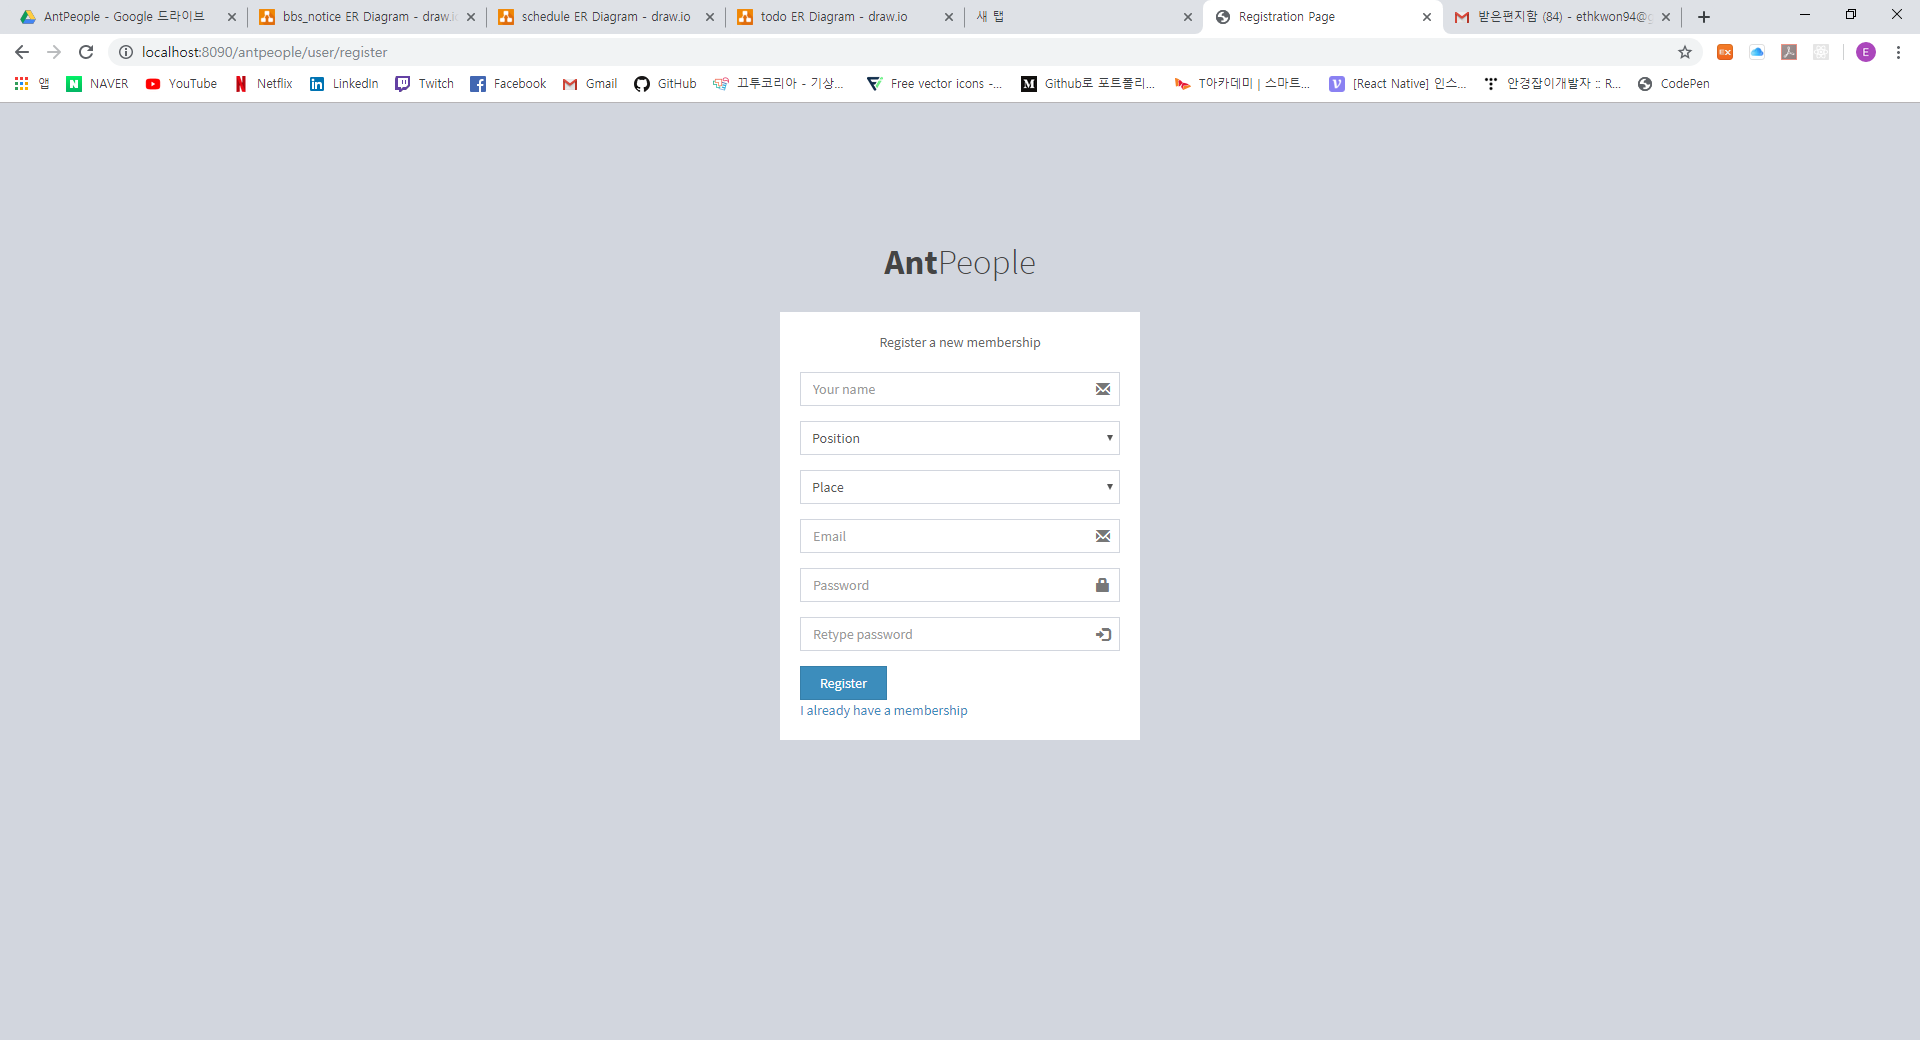 AntPeople - Google 드라이브
bbs_notice ER Diagram - draw.io
schedule ER Diagram - draw.io
todo ER Diagram - draw.io
새 탭
Registration Page
받은편지함 (84) - ethkwon94@g
localhost:8090/antpeople/user/register
앱 NAVER YouTube Netflix LinkedIn Twitch Facebook Gmail GitHub 끄투코리아 - 기상... Free vector icons -... Github로 포트폴리... T아카데미 | 스마트... [React Native] 인스... 안경잡이개발자 :: R... CodePen
AntPeople
Register a new membership
Your name
Position
Place
Email
Password
Retype password
Register
I already have a membership